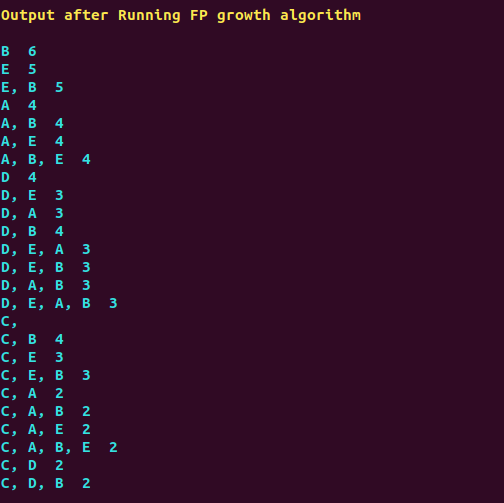 Output after Running FP growth algorithm
B  6
E  5
E, B  5
A  4
A, B  4
A, E  4
A, B, E  4
D  4
D, E  3
D, A  3
D, B  4
D, E, A  3
D, E, B  3
D, A, B  3
D, E, A, B  3
C,
C, B  4
C, E  3
C, E, B  3
C, A  2
C, A, B  2
C, A, E  2
C, A, B, E  2
C, D  2
C, D, B  2